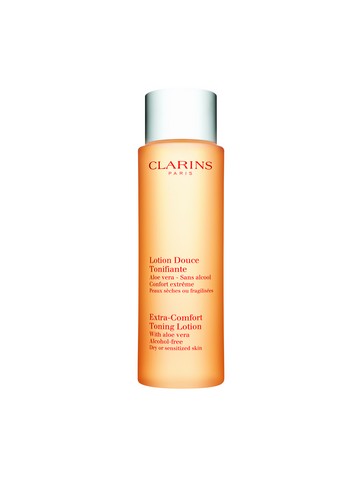 CLARINS
PARIS
Lotion Douce
Tonifiante
Aloe vera - Sans alcool
Confort extrême
Peaux sèches ou fragilisées
Extra-Comfort
Toning Lotion
With aloe vera
Alcohol-free
Dry or sensitized skin